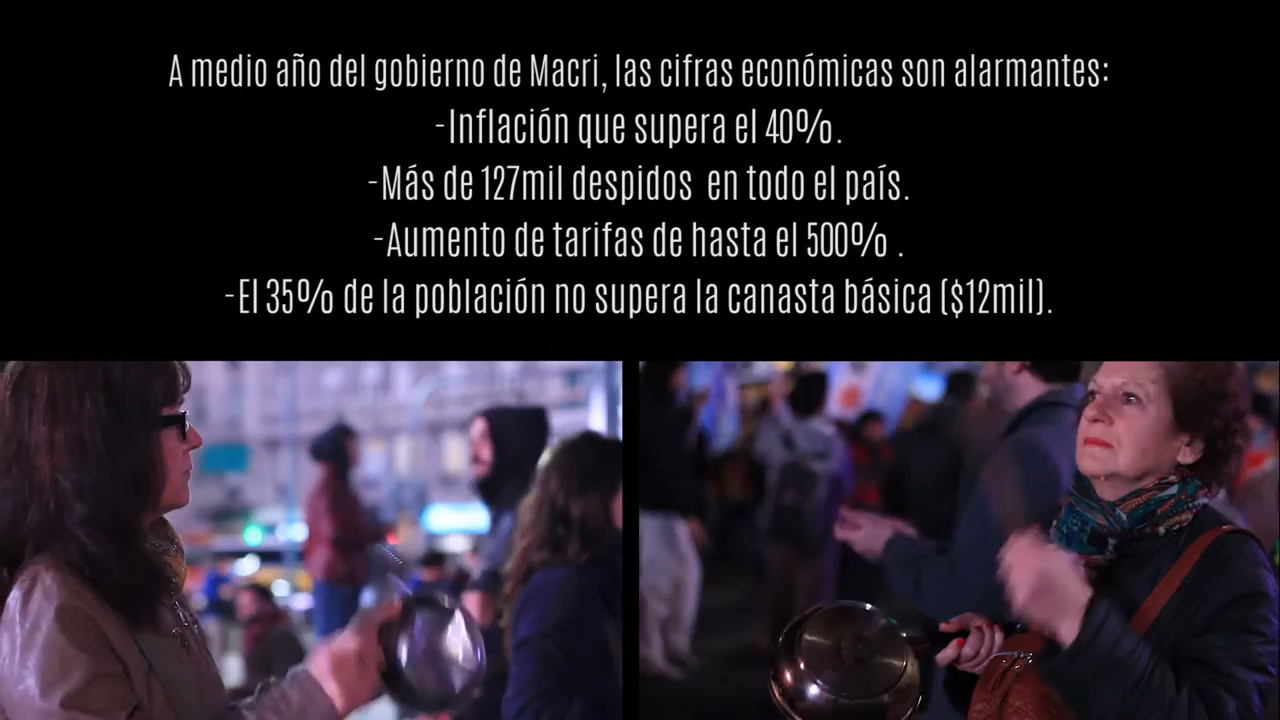 A medio año del gobierno de Macri, las cifras económicas son alarmantes:
-Inflación que supera el 40%.
-Más de 127mil despidos  en todo el país.
-Aumento de tarifas de hasta el 500% .
-El 35% de la población no supera la canasta básica ($12mil).